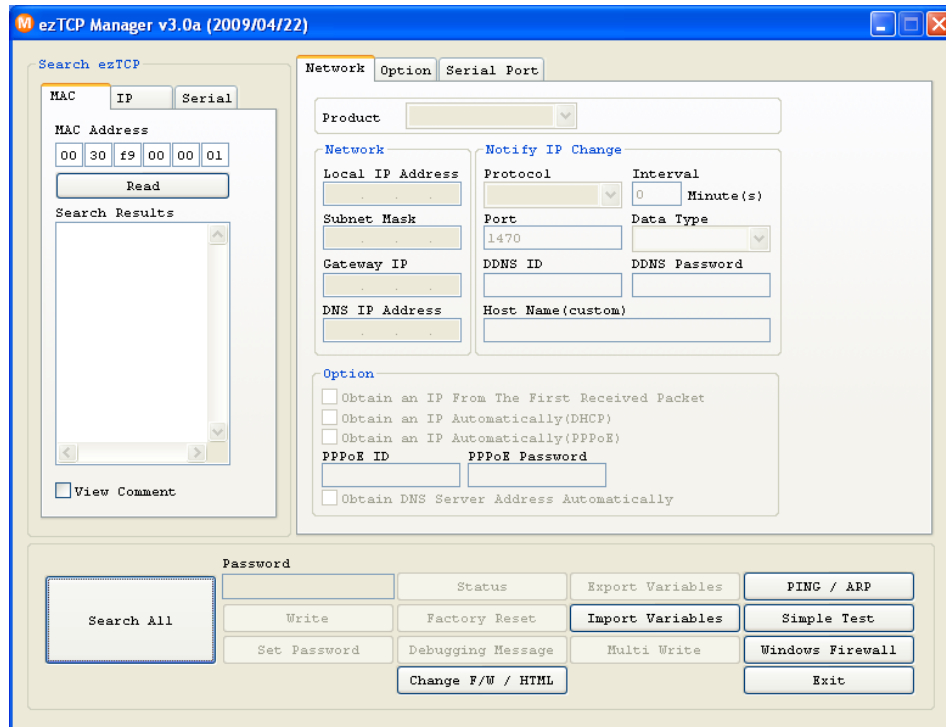 M ezTCP Manager v3.0a (2009/04/22)
Search ezTCP
MAC IP Serial
MAC Address
00 30 f9 00 00 01
Read
Search Results
View Comment
Network Option Serial Port
Product
Network
Local IP Address
. . .
Subnet Mask
. . .
Gateway IP
. . .
DNS IP Address
. . .
Notify IP Change
Protocol Interval
0 Minute(s)
Port Data Type
1470
DDNS ID DDNS Password
Host Name(custom)
Option
Obtain an IP From The First Received Packet
Obtain an IP Automatically(DHCP)
Obtain an IP Automatically(PPPoE)
PPPoE ID PPPoE Password
Obtain DNS Server Address Automatically
Password
Search All
Status Export Variables PING / ARP
Write Factory Reset Import Variables Simple Test
Set Password Debugging Message Multi Write Windows Firewall
Change F/W / HTML Exit